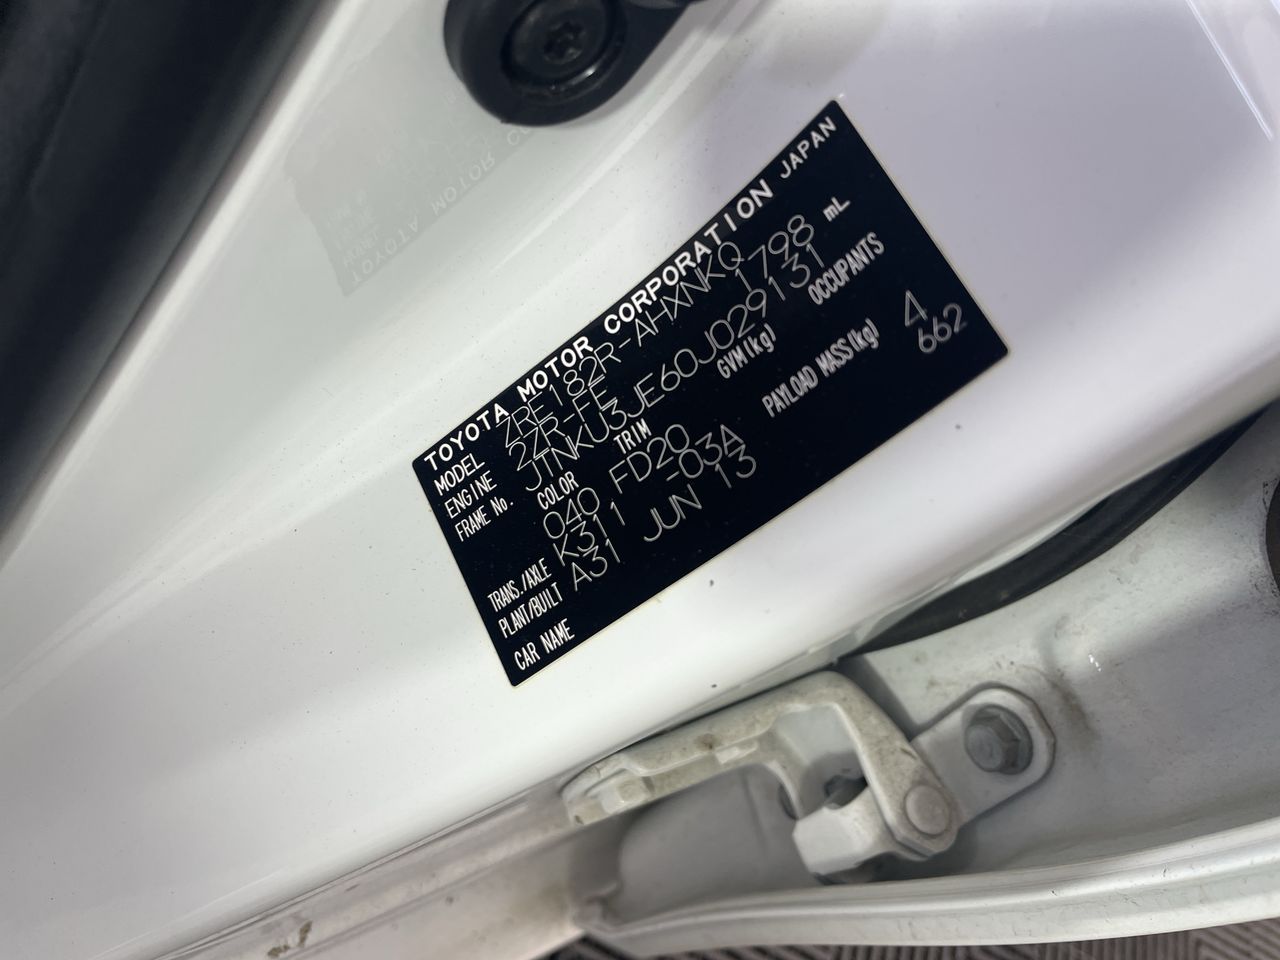 TOYOTA MOTOR CORPORATION JAPAN
MODEL ZRE182R-AHXNKQ
ENGINE 2ZR-FE 1798 mL
FRAME No. JTNKU3JE60J029131
COLOR TRIM GVM(kg) OCCUPANTS
040 FD20 4
TRANS./AXLE K311 -03A PAYLOAD MASS(kg) 662
PLANT/BUILT A31 JUN 13
CAR NAME
TOYOTA MOTOR